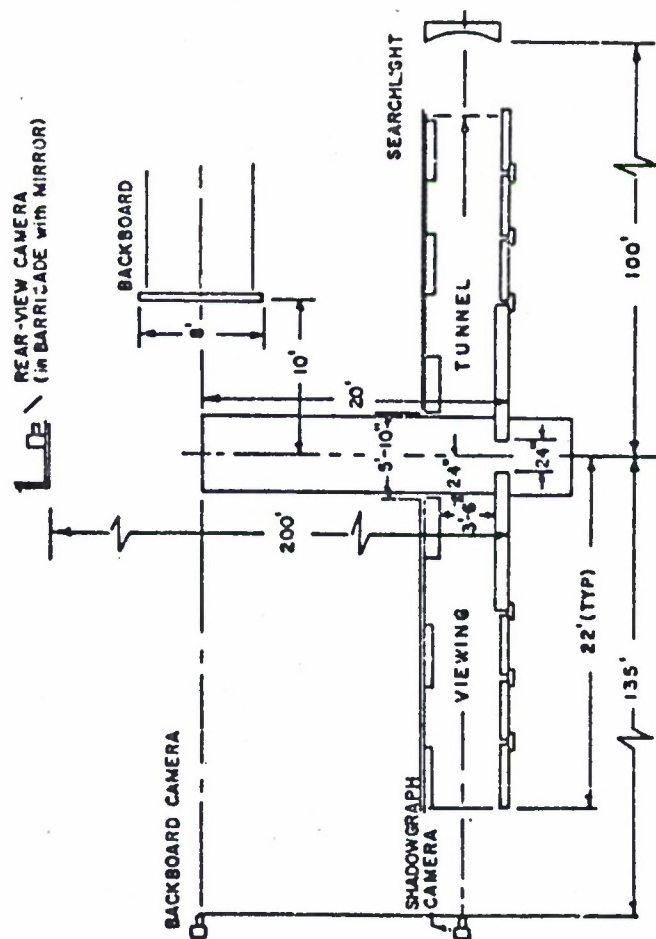 REAR-VIEW CAMERA
(in BARRICADE with MIRROR)
BACKBOARD
8'
10'
SEARCHLIGHT
20'
5'-10"
24"
24"
3'-6"
200'
TUNNEL
VIEWING
100'
22' (TYP)
135'
BACKBOARD CAMERA
SHADOWGRAPH
CAMERA